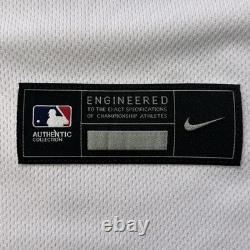 ENGINEERED
TO THE EXACT SPECIFICATIONS
OF CHAMPIONSHIP ATHLETES
AUTHENTIC
COLLECTION